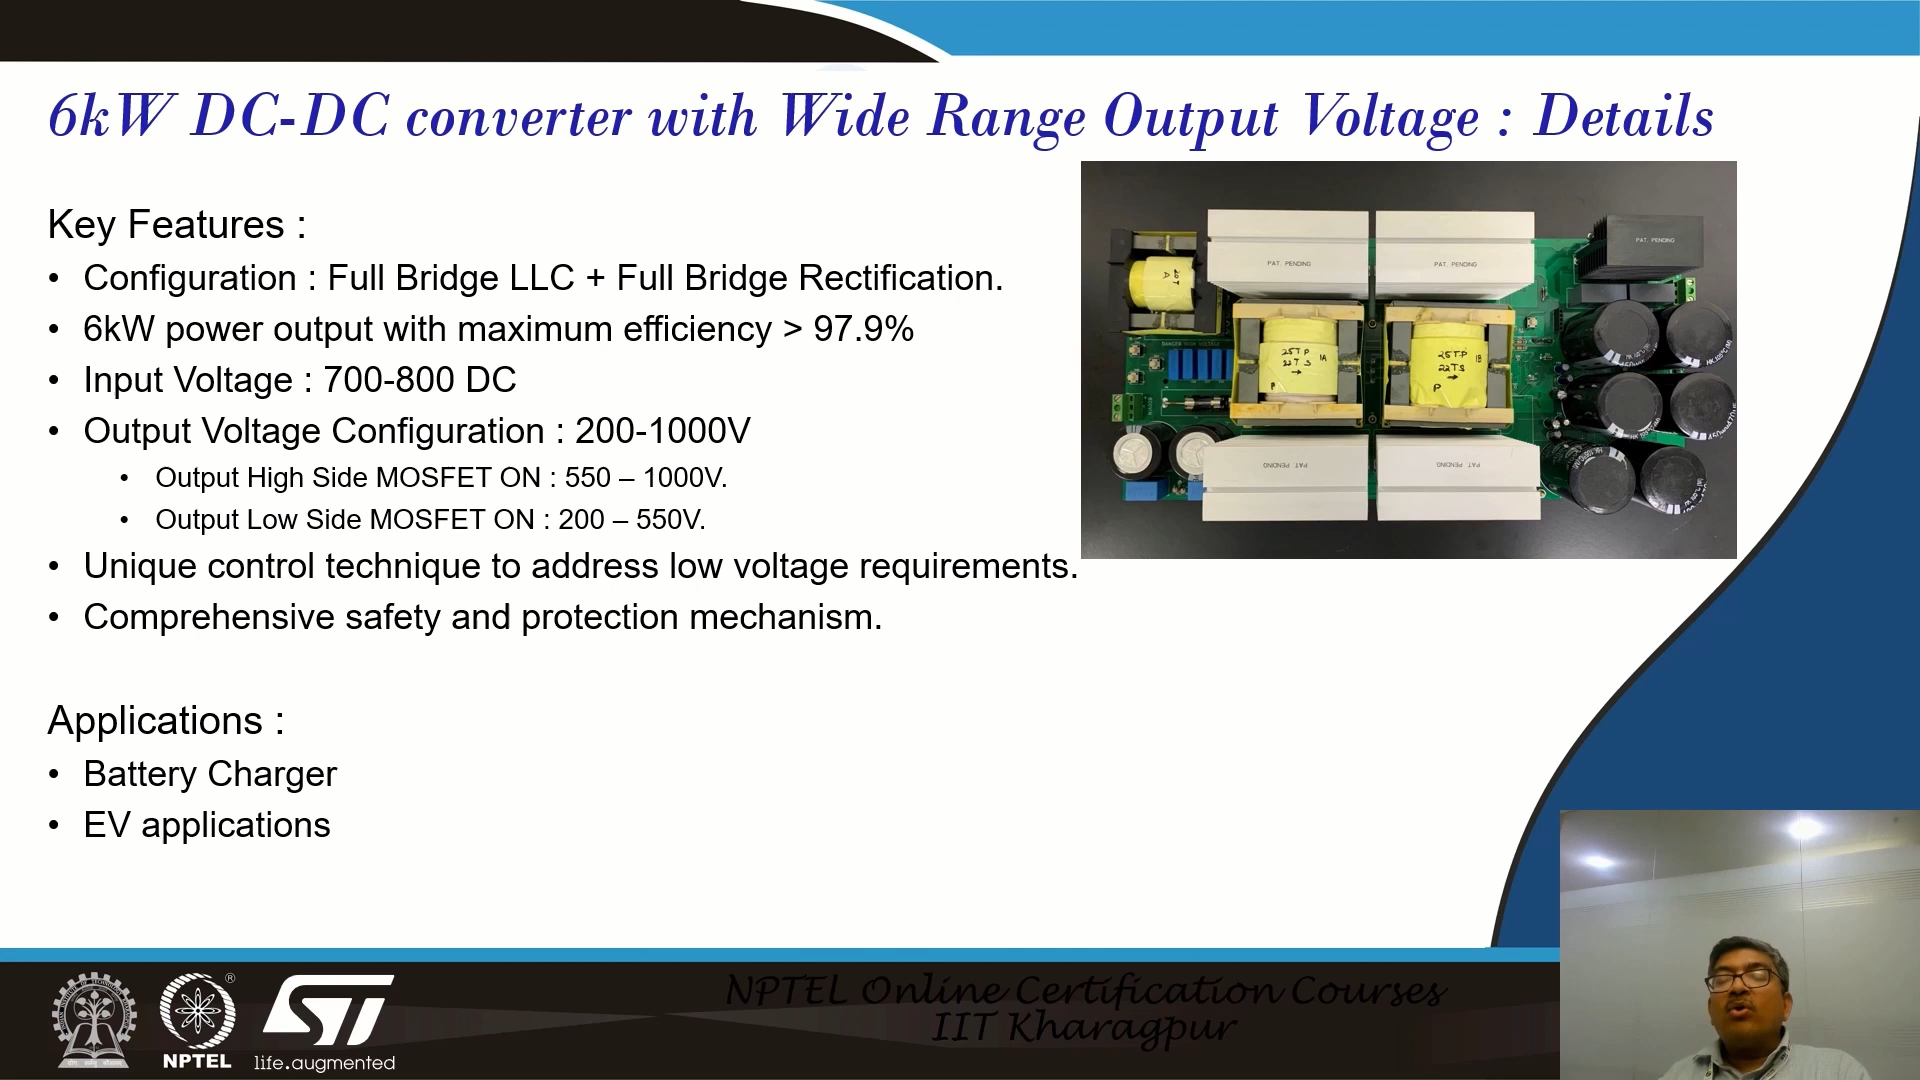 6kW DC-DC converter with Wide Range Output Voltage : Details
Key Features :
• Configuration : Full Bridge LLC + Full Bridge Rectification.
• 6kW power output with maximum efficiency > 97.9%
• Input Voltage : 700-800 DC
• Output Voltage Configuration : 200-1000V
• Output High Side MOSFET ON : 550 – 1000V.
• Output Low Side MOSFET ON : 200 – 550V.
• Unique control technique to address low voltage requirements.
• Comprehensive safety and protection mechanism.
Applications :
• Battery Charger
• EV applications
PAT. PENDING
PAT. PENDING
PAT. PENDING
25TP 1A
22TS
P
25TP 1B
22TS
P
PAT. PENDING
PAT. PENDING
NPTEL
®
ST
life.augmented
NPTEL Online Certification Courses
IIT Kharagpur